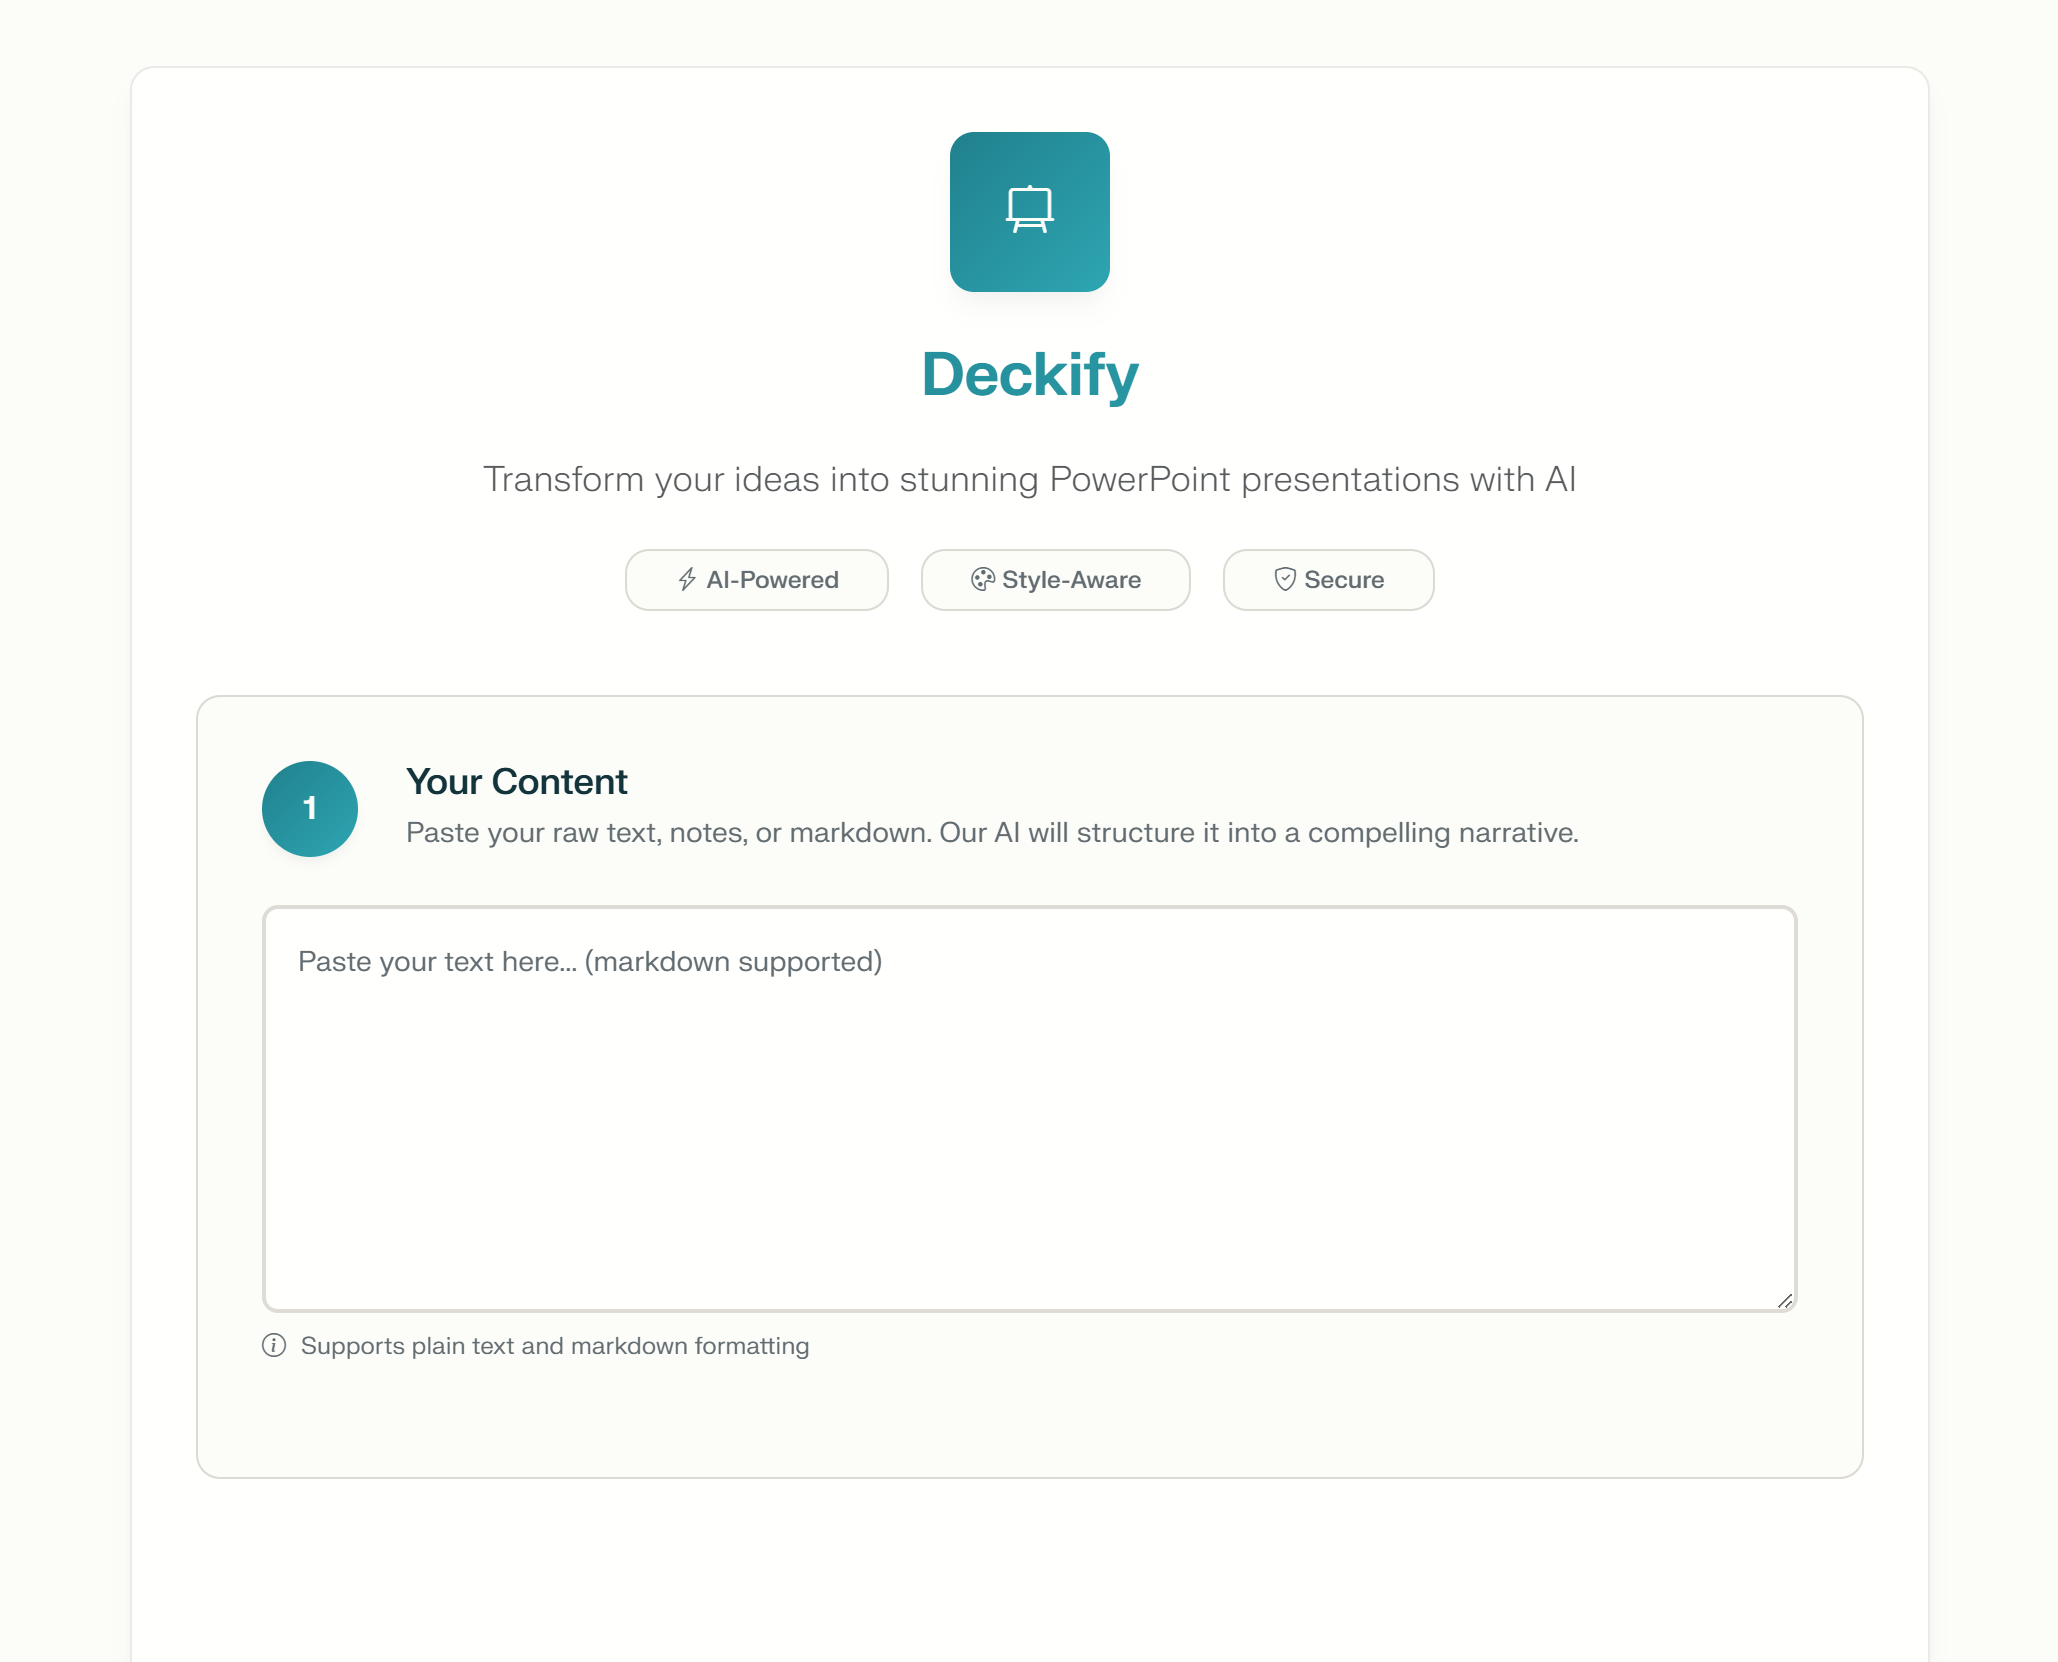 Deckify
Transform your ideas into stunning PowerPoint presentations with AI
AI-Powered
Style-Aware
Secure
1
Your Content
Paste your raw text, notes, or markdown. Our AI will structure it into a compelling narrative.
Paste your text here... (markdown supported)
Supports plain text and markdown formatting